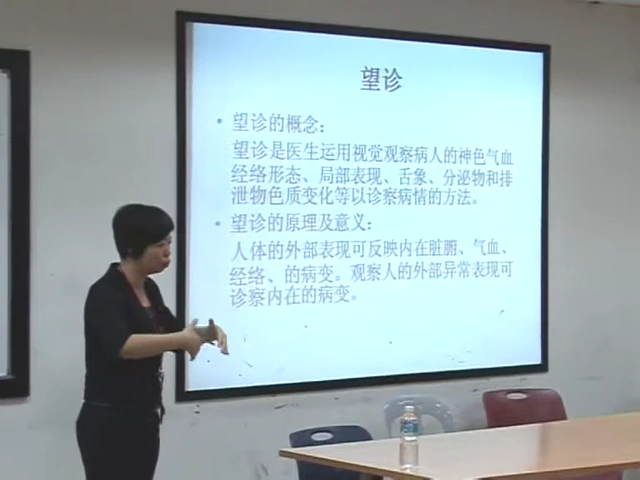 望诊
• 望诊的概念:
望诊是医生运用视觉观察病人的神色气血
经络形态、局部表现、舌象、分泌物和排
泄物色质变化等以诊察病情的方法。
• 望诊的原理及意义:
人体的外部表现可反映内在脏腑、气血、
经络、的病变。观察人的外部异常表现可
诊察内在的病变。